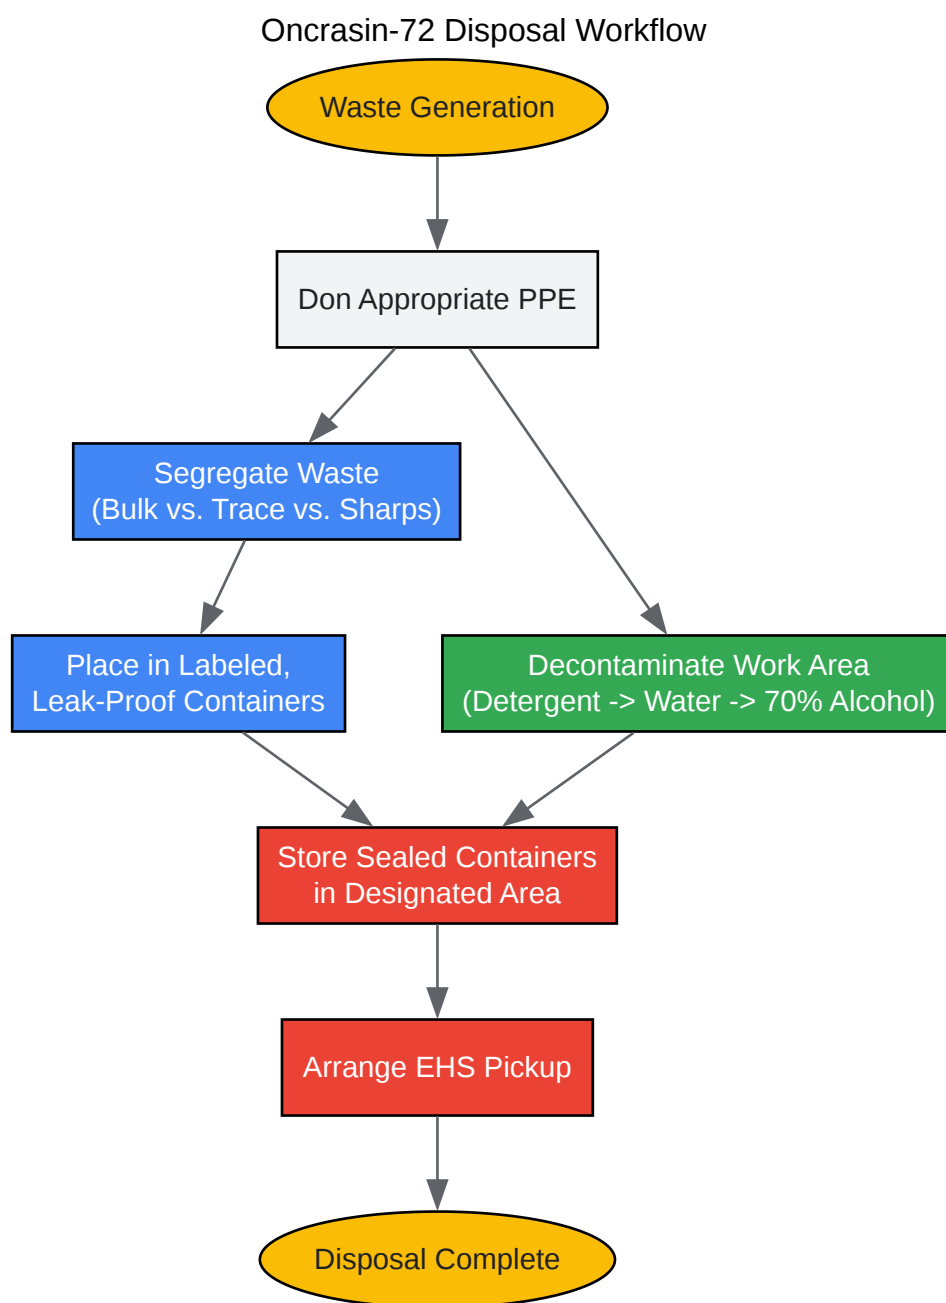 Oncrasin-72 Disposal Workflow
Waste Generation
Don Appropriate PPE
Segregate Waste
(Bulk vs. Trace vs. Sharps)
Place in Labeled,
Leak-Proof Containers
Decontaminate Work Area
(Detergent -> Water -> 70% Alcohol)
Store Sealed Containers
in Designated Area
Arrange EHS Pickup
Disposal Complete